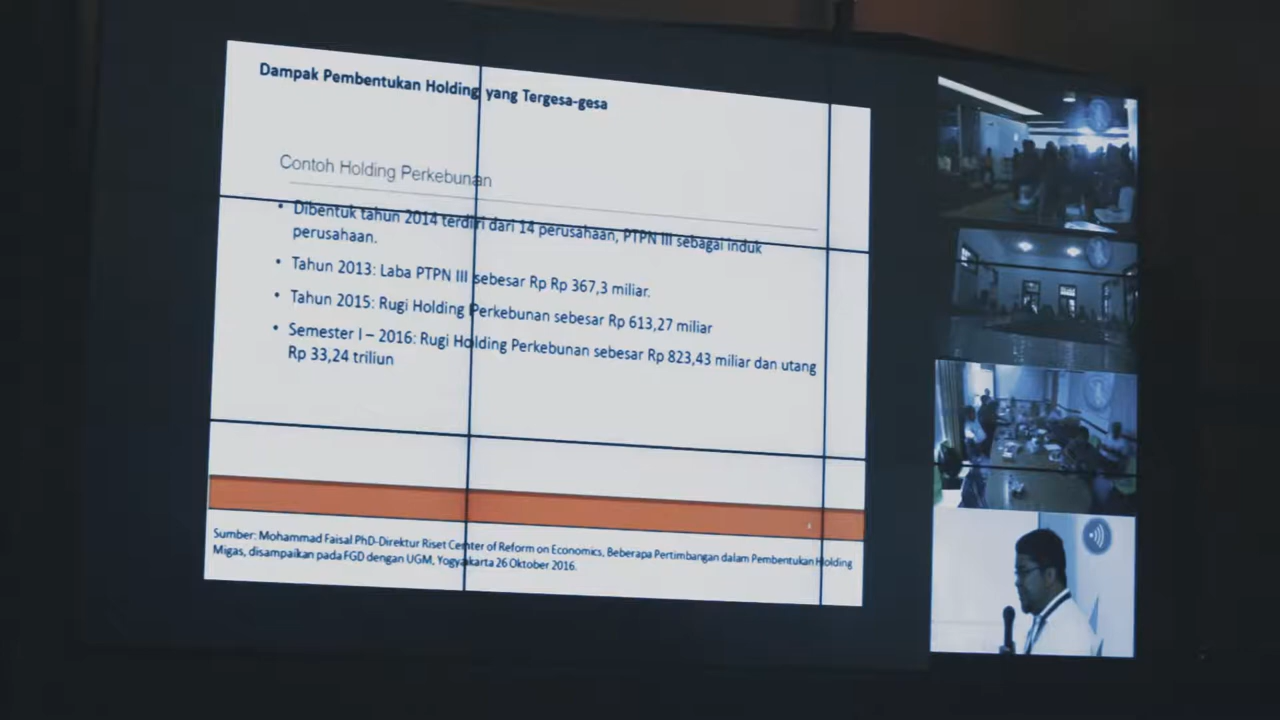 Dampak Pembentukan Holding yang Tergesa-gesa
Contoh Holding Perkebunan
• Dibentuk tahun 2014 terdiri dari 14 perusahaan, PTPN III sebagai induk
perusahaan.
• Tahun 2013: Laba PTPN III sebesar Rp Rp 367,3 miliar.
• Tahun 2015: Rugi Holding Perkebunan sebesar Rp 613,27 miliar
• Semester I – 2016: Rugi Holding Perkebunan sebesar Rp 823,43 miliar dan utang
Rp 33,24 triliun
Sumber: Mohammad Faisal PhD-Direktur Riset Center of Reform on Economics, Beberapa Pertimbangan dalam Pembentukan Holding
Migas, disampaikan pada FGD dengan UGM, Yogyakarta 26 Oktober 2016.